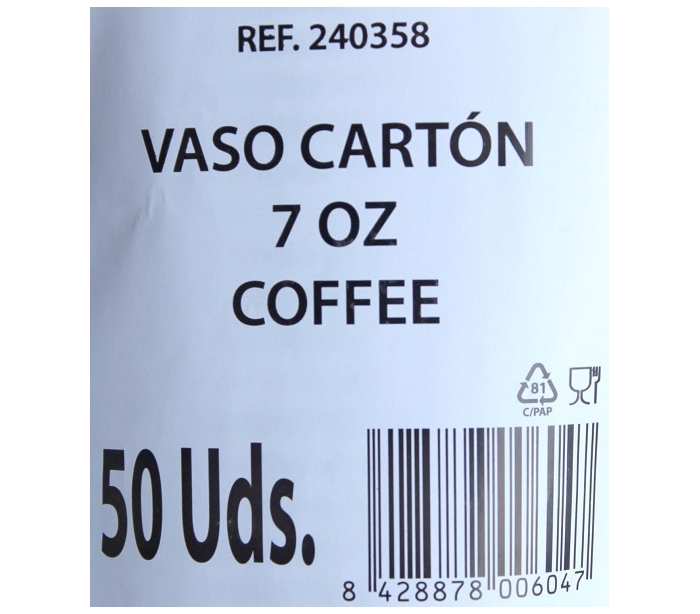 REF. 240358
VASO CARTÓN
7 OZ
COFFEE
81
C/PAP
50 Uds.
8 428878 006047